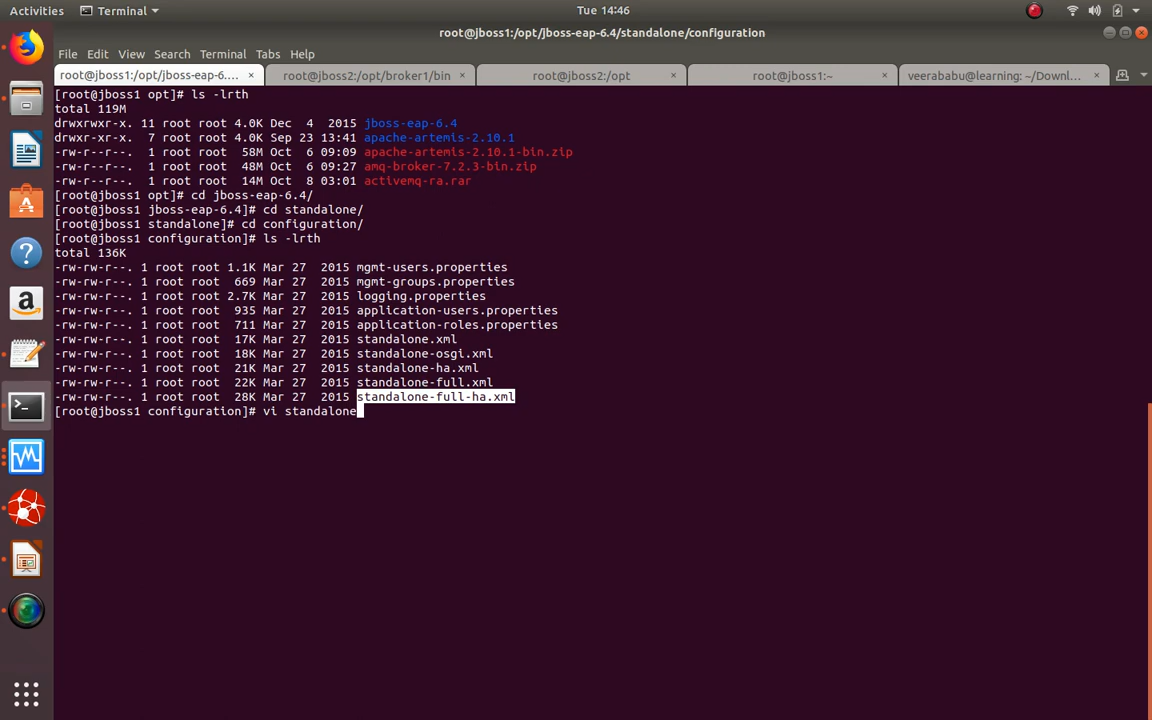 Activities Terminal Tue 14:46
root@jboss1:/opt/jboss-eap-6.4/standalone/configuration
File Edit View Search Terminal Tabs Help
root@jboss1:/opt/jboss-eap-6.... × root@jboss2:/opt/broker1/bin × root@jboss2:/opt × root@jboss1:~ × veerababu@learning: ~/Downl... ×
[root@jboss1 opt]# ls -lrth
total 119M
drwxrwxr-x. 11 root root 4.0K Dec  4  2015 jboss-eap-6.4
drwxr-xr-x.  7 root root 4.0K Sep 23 13:41 apache-artemis-2.10.1
-rw-r--r--.  1 root root  58M Oct  6 09:09 apache-artemis-2.10.1-bin.zip
-rw-r--r--.  1 root root  48M Oct  6 09:27 amq-broker-7.2.3-bin.zip
-rw-r--r--.  1 root root  14M Oct  8 03:01 activemq-ra.rar
[root@jboss1 opt]# cd jboss-eap-6.4/
[root@jboss1 jboss-eap-6.4]# cd standalone/
[root@jboss1 standalone]# cd configuration/
[root@jboss1 configuration]# ls -lrth
total 136K
-rw-rw-r--. 1 root root 1.1K Mar 27  2015 mgmt-users.properties
-rw-rw-r--. 1 root root  669 Mar 27  2015 mgmt-groups.properties
-rw-rw-r--. 1 root root 2.7K Mar 27  2015 logging.properties
-rw-rw-r--. 1 root root  935 Mar 27  2015 application-users.properties
-rw-rw-r--. 1 root root  711 Mar 27  2015 application-roles.properties
-rw-rw-r--. 1 root root  17K Mar 27  2015 standalone.xml
-rw-rw-r--. 1 root root  18K Mar 27  2015 standalone-osgi.xml
-rw-rw-r--. 1 root root  21K Mar 27  2015 standalone-ha.xml
-rw-rw-r--. 1 root root  22K Mar 27  2015 standalone-full.xml
-rw-rw-r--. 1 root root  28K Mar 27  2015 standalone-full-ha.xml
[root@jboss1 configuration]# vi standalone